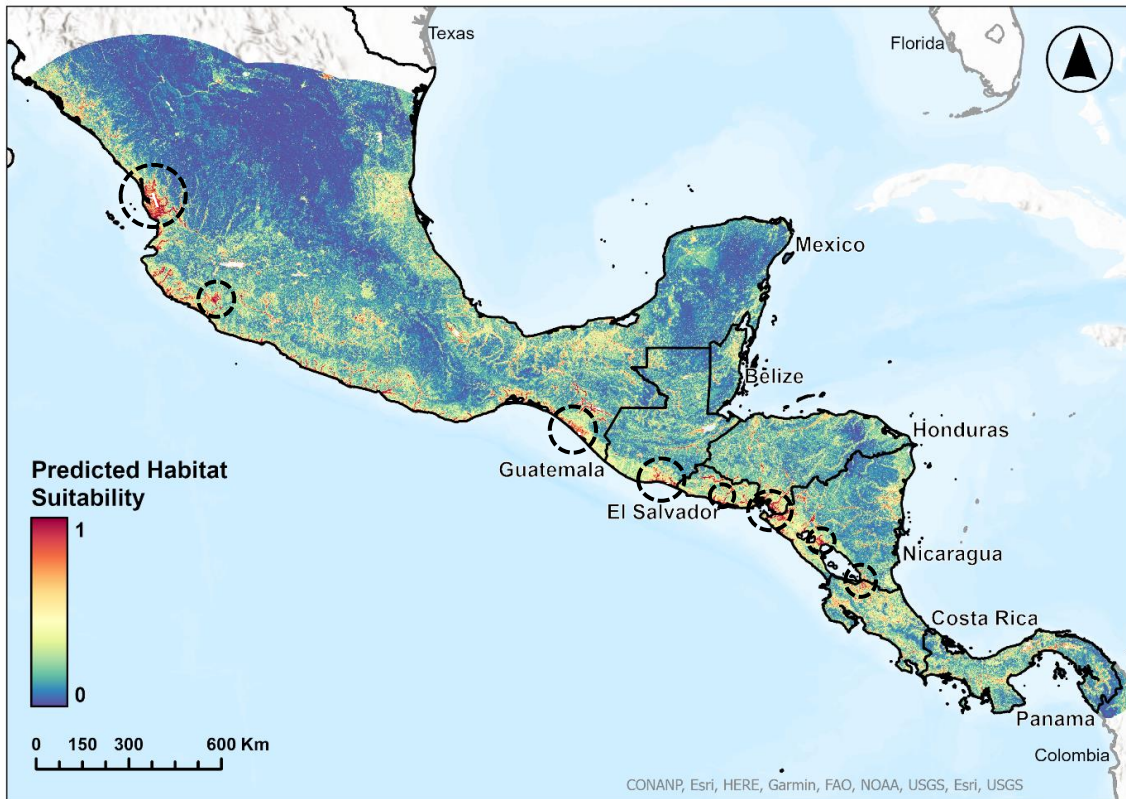 Texas
Florida
Mexico
Belize
Honduras
Guatemala
El Salvador
Nicaragua
Costa Rica
Panama
Colombia
Predicted Habitat
Suitability
1
0
0 150 300 600 Km
CONANP, Esri, HERE, Garmin, FAO, NOAA, USGS, Esri, USGS